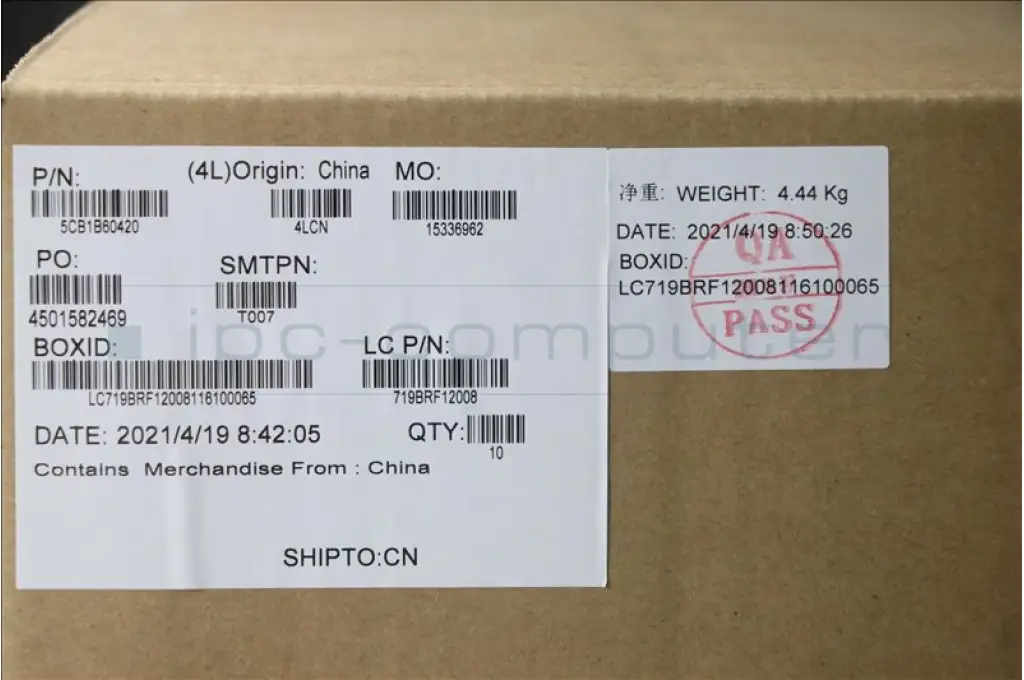 P/N: (4L)Origin: China MO:
5CB1B60420 4LCN 15336962
PO: SMTPN:
4501582469 T007
BOXID: LC P/N:
LC719BRF12008116100065 719BRF12008
DATE: 2021/4/19 8:42:05 QTY:
10
Contains Merchandise From : China
SHIPTO:CN
净重: WEIGHT: 4.44 Kg
DATE: 2021/4/19 8:50:26
BOXID:
LC719BRF12008116100065
QA
PASS
ipc-computer